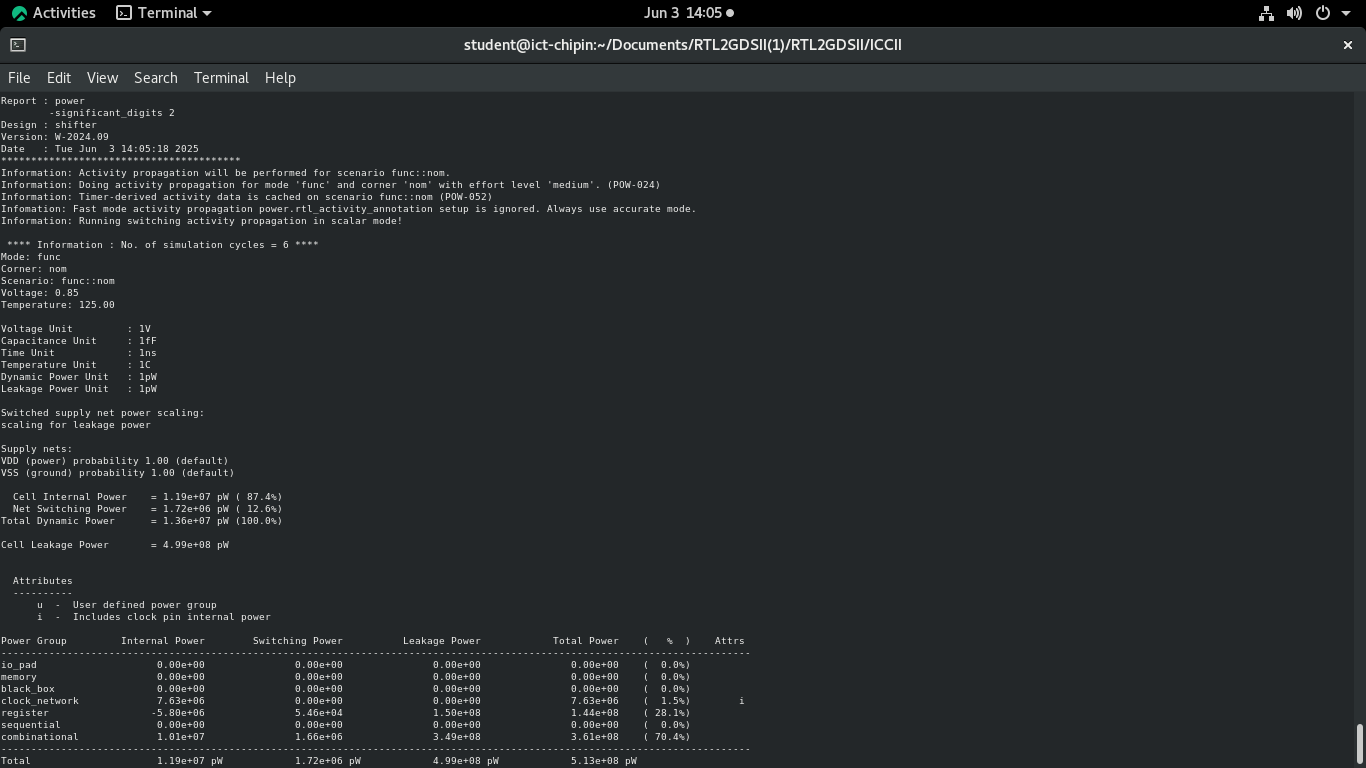 Activities Terminal Jun 3 14:05
student@ict-chipin:~/Documents/RTL2GDSII(1)/RTL2GDSII/ICCII
File Edit View Search Terminal Help
Report : power
        -significant_digits 2
Design : shifter
Version: W-2024.09
Date   : Tue Jun  3 14:05:18 2025
****************************************
Information: Activity propagation will be performed for scenario func::nom.
Information: Doing activity propagation for mode 'func' and corner 'nom' with effort level 'medium'. (POW-024)
Information: Timer-derived activity data is cached on scenario func::nom (POW-052)
Infomation: Fast mode activity propagation power.rtl_activity_annotation setup is ignored. Always use accurate mode.
Information: Running switching activity propagation in scalar mode!
 **** Information : No. of simulation cycles = 6 ****
Mode: func
Corner: nom
Scenario: func::nom
Voltage: 0.85
Temperature: 125.00
Voltage Unit         : 1V
Capacitance Unit     : 1fF
Time Unit            : 1ns
Temperature Unit     : 1C
Dynamic Power Unit   : 1pW
Leakage Power Unit   : 1pW
Switched supply net power scaling:
scaling for leakage power
Supply nets:
VDD (power) probability 1.00 (default)
VSS (ground) probability 1.00 (default)
  Cell Internal Power    = 1.19e+07 pW ( 87.4%)
  Net Switching Power    = 1.72e+06 pW ( 12.6%)
Total Dynamic Power      = 1.36e+07 pW (100.0%)
Cell Leakage Power       = 4.99e+08 pW
  Attributes
  ----------
      u  -  User defined power group
      i  -  Includes clock pin internal power
Power Group         Internal Power        Switching Power          Leakage Power            Total Power    (   %  )    Attrs
-----------------------------------------------------------------------------------------------------------------------------
io_pad                    0.00e+00               0.00e+00               0.00e+00               0.00e+00    (  0.0%)
memory                    0.00e+00               0.00e+00               0.00e+00               0.00e+00    (  0.0%)
black_box                 0.00e+00               0.00e+00               0.00e+00               0.00e+00    (  0.0%)
clock_network             7.63e+06               0.00e+00               0.00e+00               7.63e+06    (  1.5%)        i
register                 -5.80e+06               5.46e+04               1.50e+08               1.44e+08    ( 28.1%)
sequential                0.00e+00               0.00e+00               0.00e+00               0.00e+00    (  0.0%)
combinational             1.01e+07               1.66e+06               3.49e+08               3.61e+08    ( 70.4%)
-----------------------------------------------------------------------------------------------------------------------------
Total                     1.19e+07 pW            1.72e+06 pW            4.99e+08 pW            5.13e+08 pW